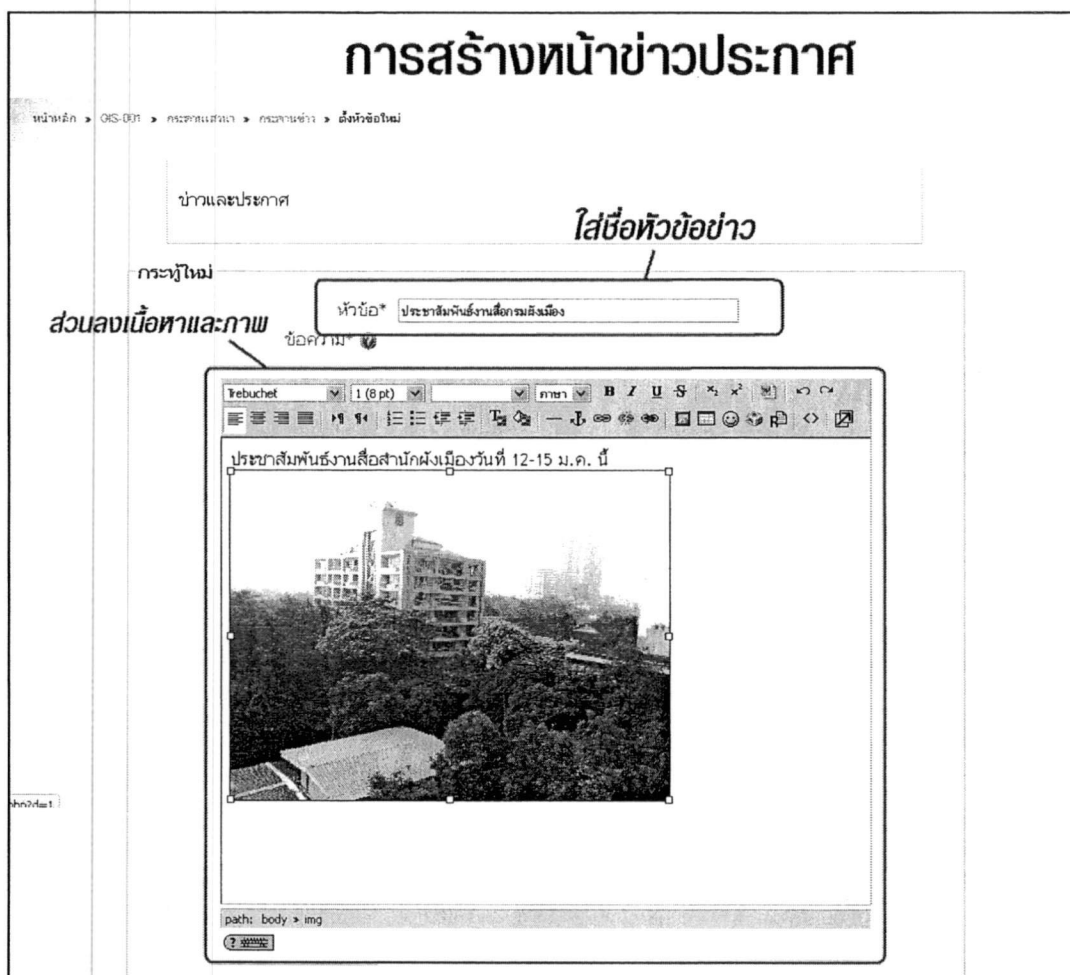 การสร้างหน้าข่าวประกาศ
หน้าหลัก » GIS-001 » กระดานเสวนา » กระดานข่าว » ตั้งหัวข้อใหม่
ข่าวและประกาศ
ใส่ชื่อหัวข้อข่าว
กระทู้ใหม่
หัวข้อ* ประชาสัมพันธ์งานสื่อกรมผังเมือง
ส่วนลงเนื้อหาและภาพ
ข้อความ*
Trebuchet 1 (8 pt) ภาษา B I U S x₂ x²
ประชาสัมพันธ์งานสื่อสำนักผังเมืองวันที่ 12-15 ม.ค. นี้
php?d=1
path: body » img